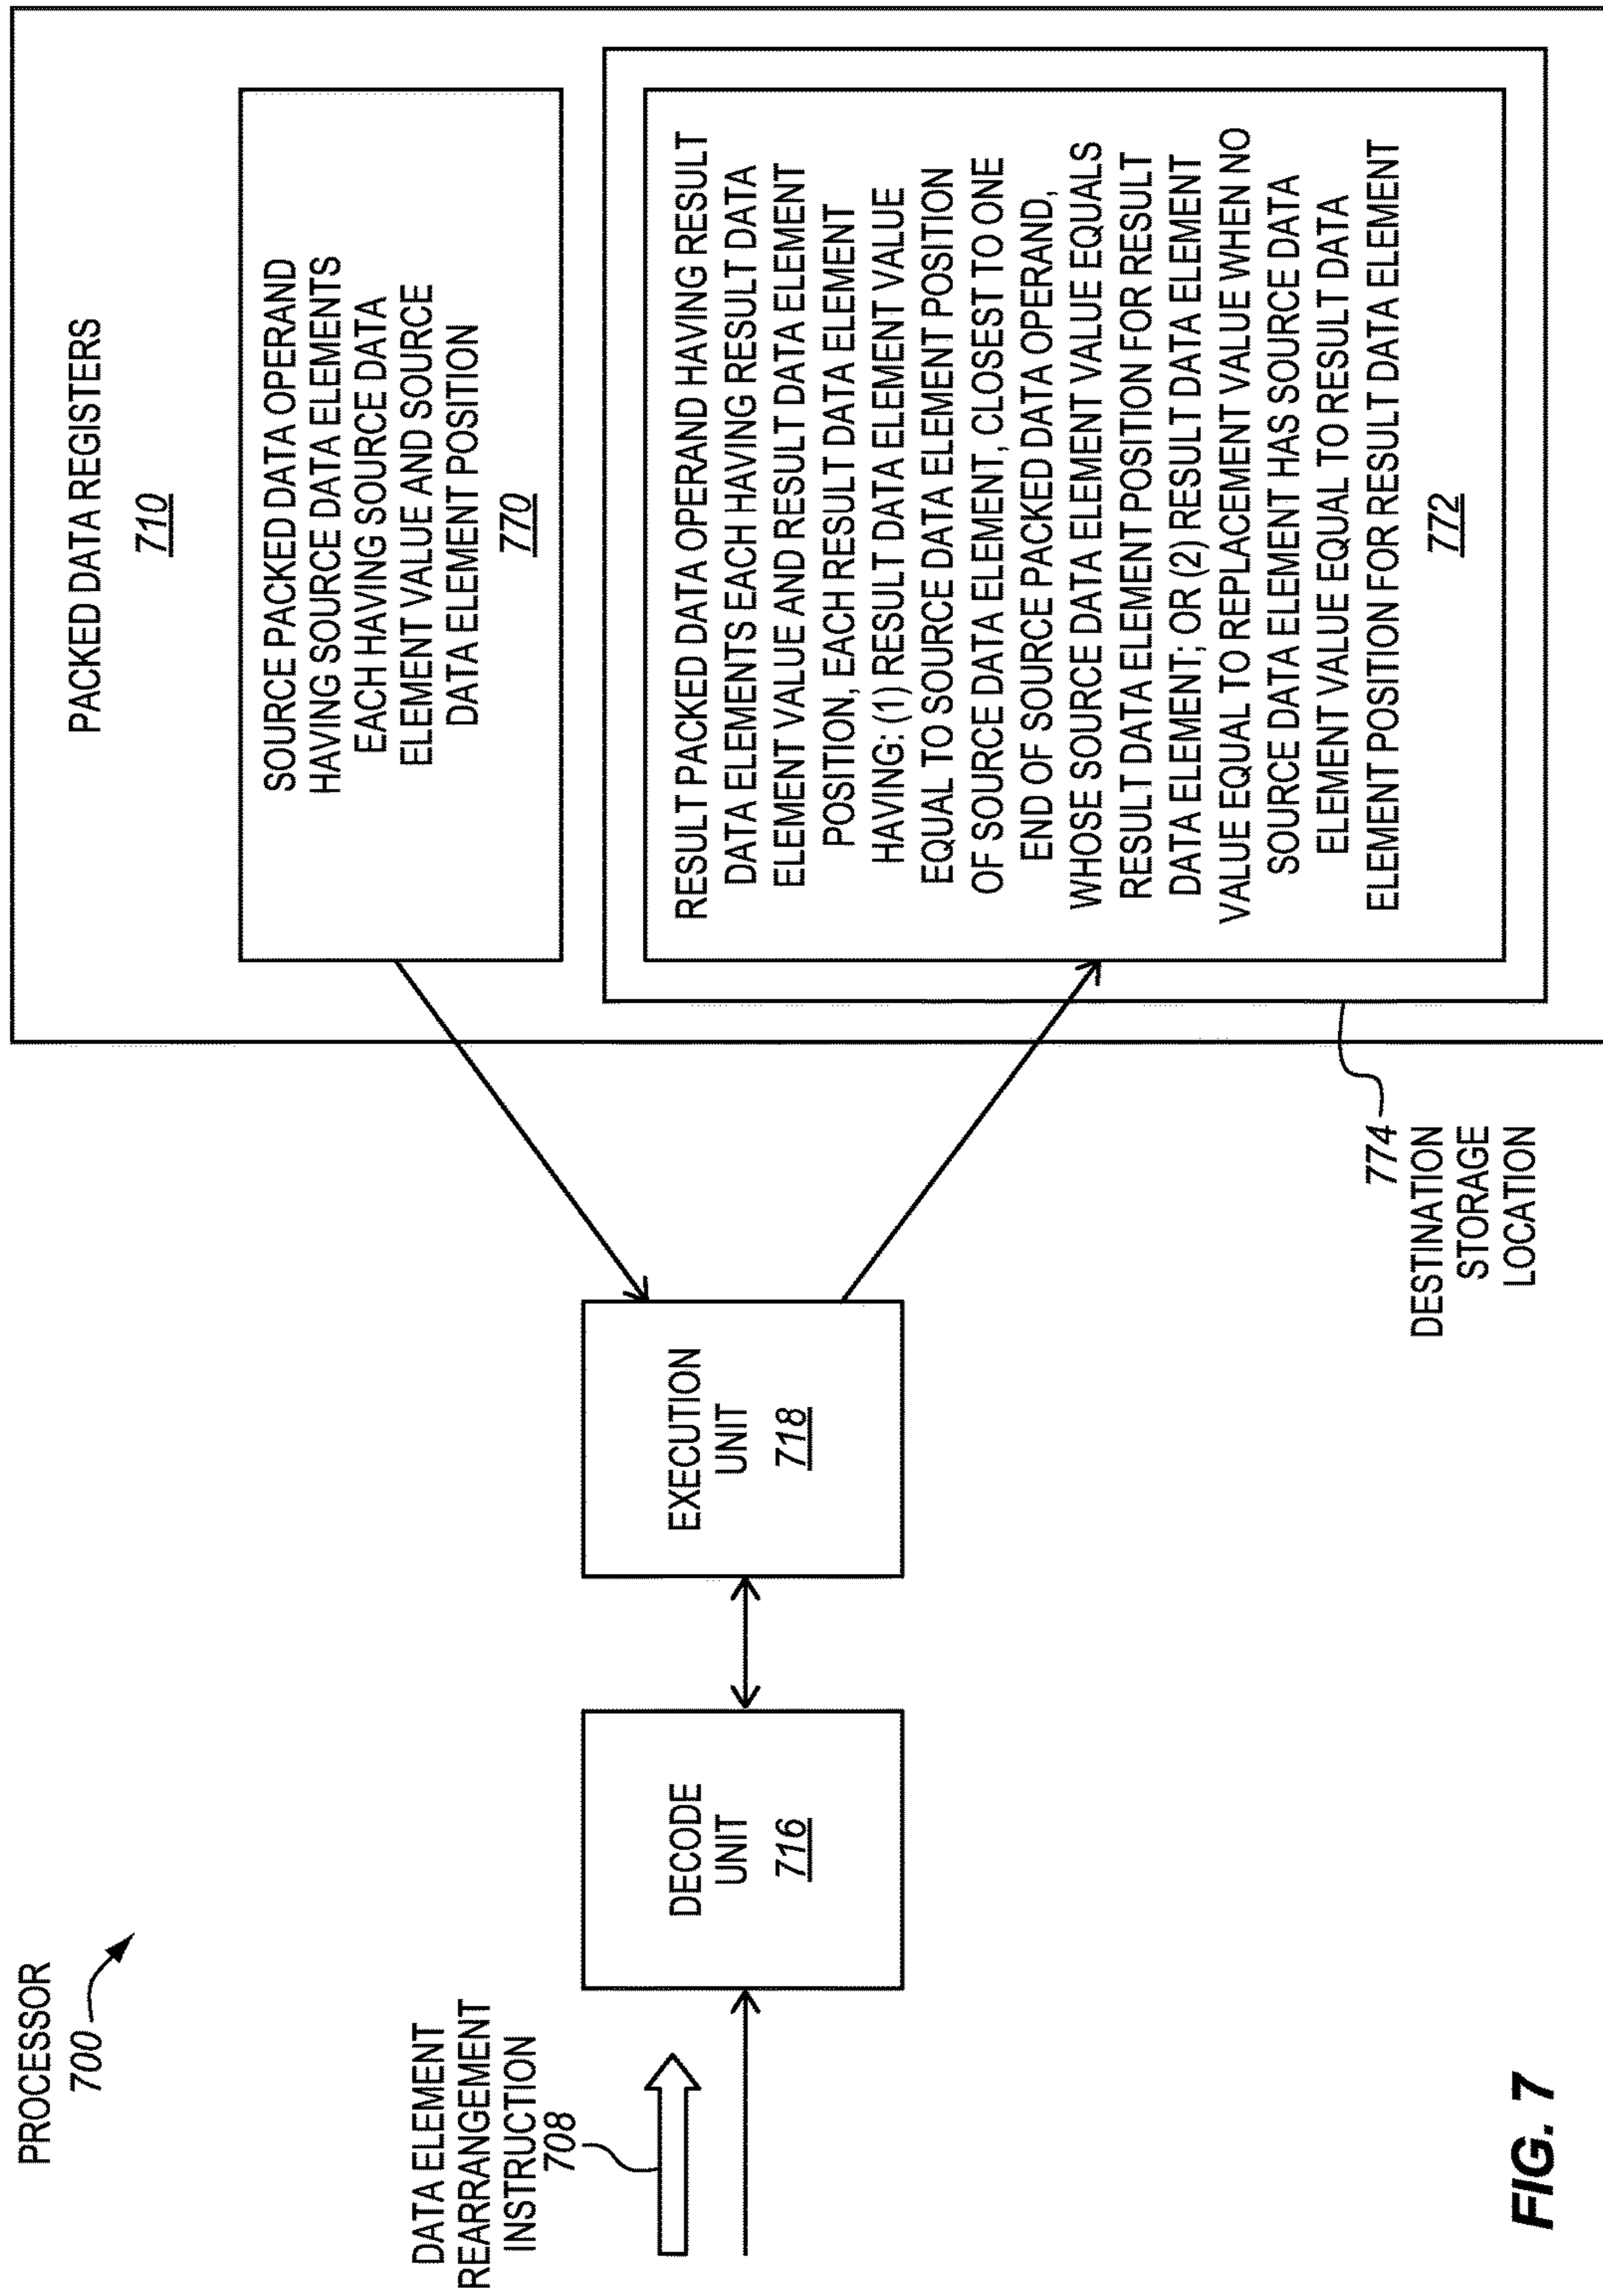 PROCESSOR
700
DATA ELEMENT
REARRANGEMENT
INSTRUCTION
708
DECODE
UNIT
716
EXECUTION
UNIT
718
PACKED DATA REGISTERS
710
SOURCE PACKED DATA OPERAND
HAVING SOURCE DATA ELEMENTS
EACH HAVING SOURCE DATA
ELEMENT VALUE AND SOURCE
DATA ELEMENT POSITION
770
RESULT PACKED DATA OPERAND HAVING RESULT
DATA ELEMENTS EACH HAVING RESULT DATA
ELEMENT VALUE AND RESULT DATA ELEMENT
POSITION, EACH RESULT DATA ELEMENT
HAVING: (1) RESULT DATA ELEMENT VALUE
EQUAL TO SOURCE DATA ELEMENT POSITION
OF SOURCE DATA ELEMENT, CLOSEST TO ONE
END OF SOURCE PACKED DATA OPERAND,
WHOSE SOURCE DATA ELEMENT VALUE EQUALS
RESULT DATA ELEMENT POSITION FOR RESULT
DATA ELEMENT; OR (2) RESULT DATA ELEMENT
VALUE EQUAL TO REPLACEMENT VALUE WHEN NO
SOURCE DATA ELEMENT HAS SOURCE DATA
ELEMENT VALUE EQUAL TO RESULT DATA
ELEMENT POSITION FOR RESULT DATA ELEMENT
772
774
DESTINATION
STORAGE
LOCATION
FIG. 7